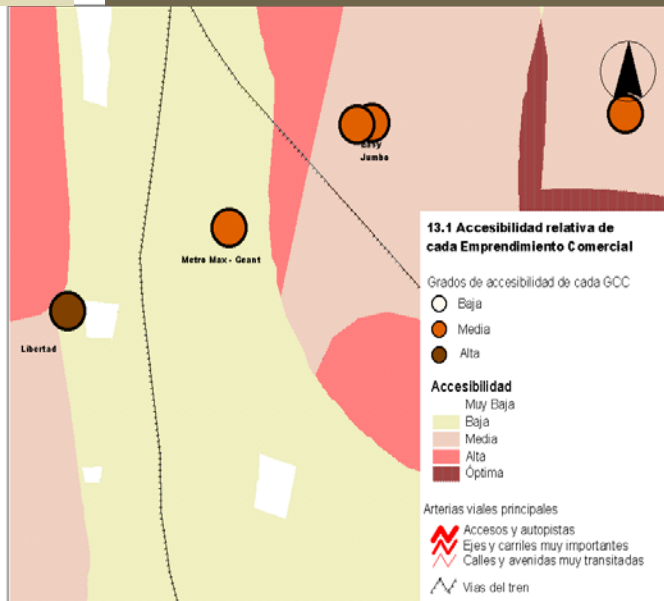 Easy
Jumbo
Metro Max - Geant
Libertad
13.1 Accesibilidad relativa de
cada Emprendimiento Comercial
Grados de accesibilidad de cada GCC
Baja
Media
Alta
Accesibilidad
Muy Baja
Baja
Media
Alta
Óptima
Arterias viales principales
Accesos y autopistas
Ejes y carriles muy importantes
Calles y avenidas muy transitadas
Vias del tren